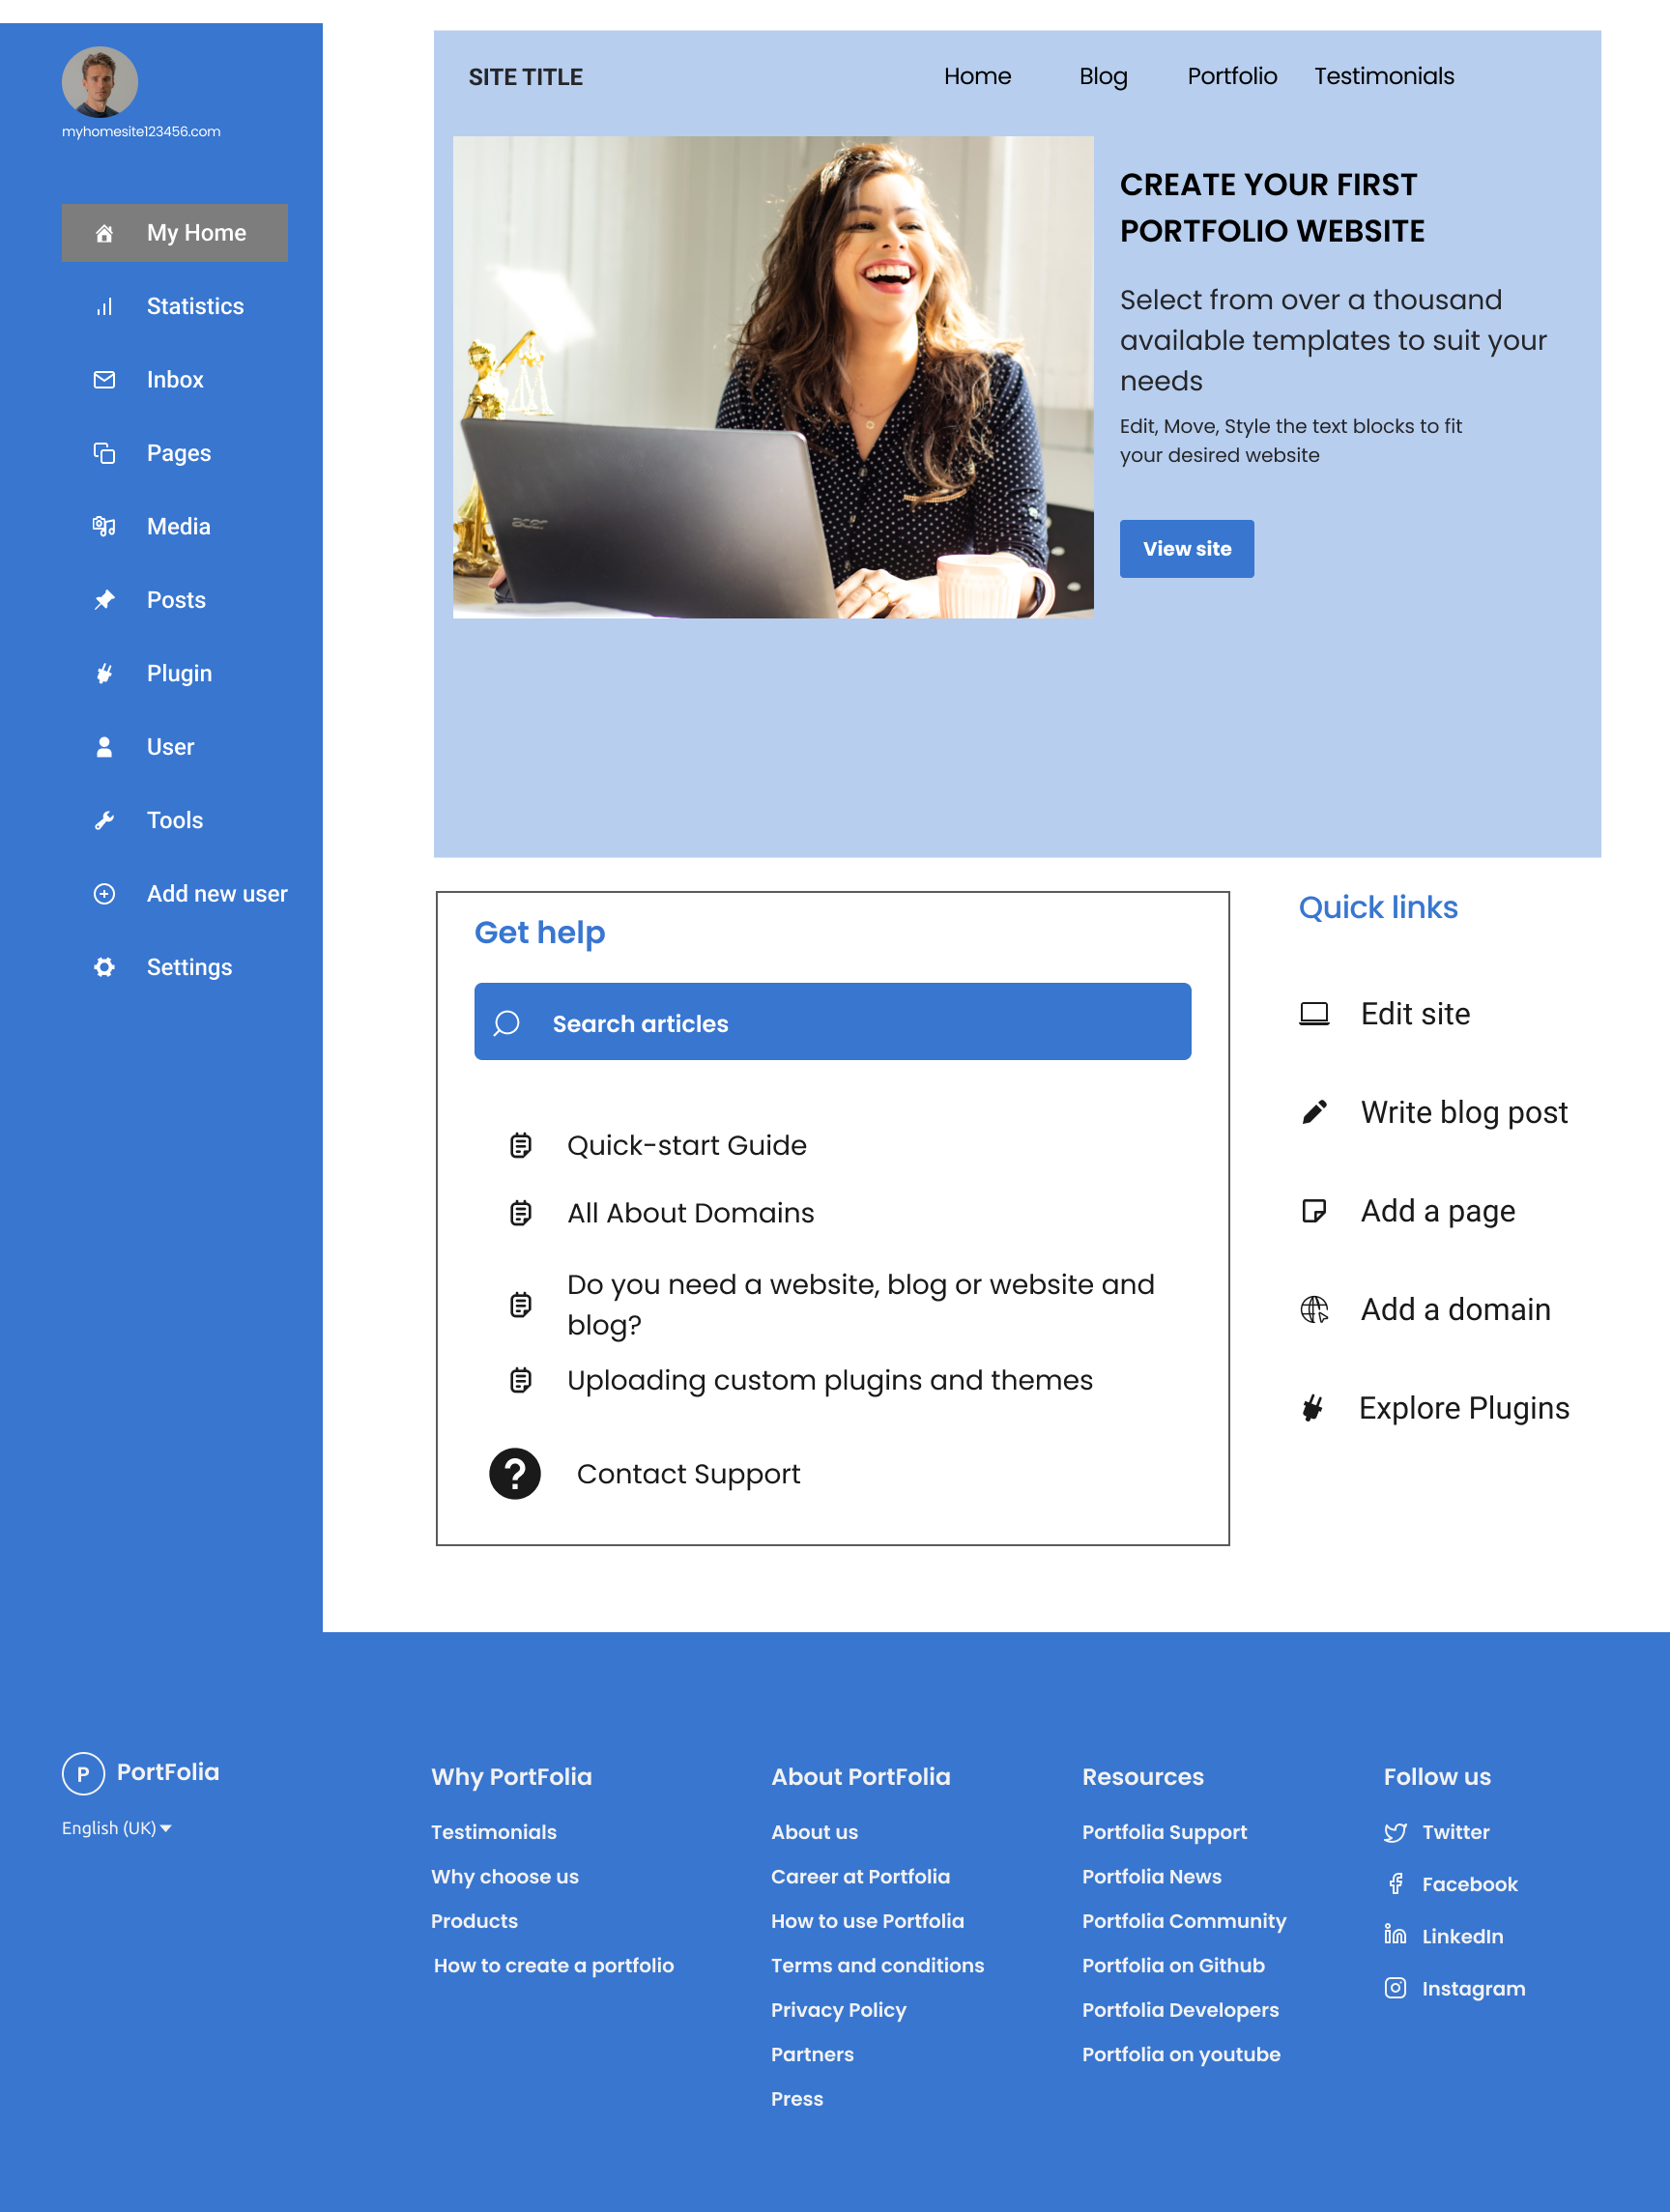 myhomesite123456.com
My Home
Statistics
Inbox
Pages
Media
Posts
Plugin
User
Tools
Add new user
Settings
SITE TITLE
Home
Blog
Portfolio
Testimonials
acer
CREATE YOUR FIRST
PORTFOLIO WEBSITE
Select from over a thousand
available templates to suit your
needs
Edit, Move, Style the text blocks to fit
your desired website
View site
Get help
Search articles
Quick-start Guide
All About Domains
Do you need a website, blog or website and
blog?
Uploading custom plugins and themes
? Contact Support
Quick links
Edit site
Write blog post
Add a page
Add a domain
Explore Plugins
P PortFolia
English (UK)
Why PortFolia
Testimonials
Why choose us
Products
How to create a portfolio
About PortFolia
About us
Career at Portfolia
How to use Portfolia
Terms and conditions
Privacy Policy
Partners
Press
Resources
Portfolia Support
Portfolia News
Portfolia Community
Portfolia on Github
Portfolia Developers
Portfolia on youtube
Follow us
Twitter
Facebook
LinkedIn
Instagram